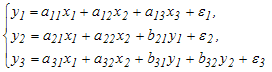 y₁ = a₁₁x₁ + a₁₂x₂ + a₁₃x₃ + ε₁,
y₂ = a₂₁x₁ + a₂₂x₂ + b₂₁y₁ + ε₂,
y₃ = a₃₁x₁ + a₃₂x₂ + b₃₁y₁ + b₃₂y₂ + ε₃